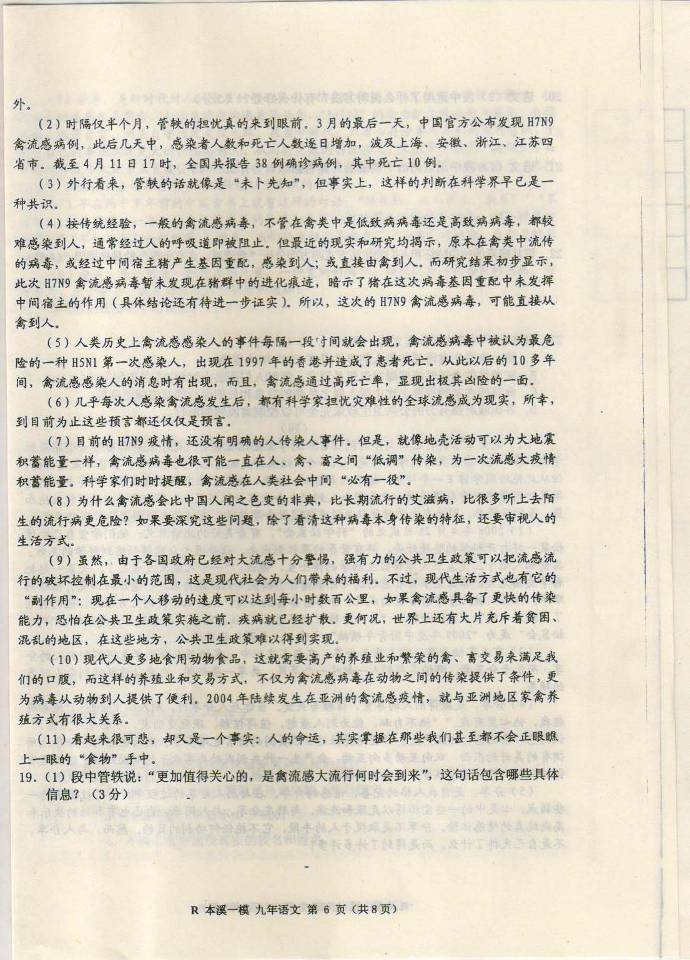 外。
(2)时隔仅半个月，管轶的担忧真的来到眼前。3月的最后一天，中国官方公布发现H7N9
禽流感病例，此后几天中，感染者人数和死亡人数逐日增加，波及上海、安徽、浙江、江苏四
省市。截至4月11日17时，全国共报告38例确诊病例，其中死亡10例。
(3)外行看来，管轶的话就像是“未卜先知”，但事实上，这样的判断在科学界早已是一
种共识。
(4)按传统经验，一般的禽流感病毒，不管在禽类中是低致病病毒还是高致病病毒，都较
难感染到人，通常经过人的呼吸道即被阻止。但最近的现实和研究均揭示，原本在禽类中流传
的病毒，或经过中间宿主猪产生基因重配，感染到人；或直接由禽到人。而研究结果初步显示，
此次H7N9禽流感病毒暂未发现在猪群中的进化痕迹，暗示了猪在这次病毒基因重配中未发挥
中间宿主的作用（具体结论还有待进一步证实）。所以，这次的H7N9禽流感病毒，可能直接从
禽到人。
(5)人类历史上禽流感感染人的事件每隔一段时间就会出现，禽流感病毒中被认为最危
险的一种H5N1第一次感染人，出现在1997年的香港并造成了患者死亡。从此以后的10多年
间，禽流感感染人的消息时有出现，而且，禽流感通过高死亡率，显现出极其凶险的一面。
(6)几乎每次人感染禽流感发生后，都有科学家担忧灾难性的全球流感成为现实，所幸，
到目前为止这些预言都还仅仅是预言。
(7)目前的H7N9疫情，还没有明确的人传染人事件。但是，就像地壳活动可以为大地震
积蓄能量一样，禽流感病毒也很可能一直在人、禽、畜之间“低调”传染，为一次流感大疫情
积蓄能量。科学家们时时提醒，禽流感在人类社会中间“必有一役”。
(8)为什么禽流感会比中国人闻之色变的非典，比长期流行的艾滋病，比很多听上去陌
生的流行病更危险？如果要深究这些问题，除了看清这种病毒本身传染的特征，还要审视人的
生活方式。
(9)虽然，由于各国政府已经对大流感十分警惕，强有力的公共卫生政策可以把流感流
行的破坏控制在最小的范围，这是现代社会为人们带来的福利。不过，现代生活方式也有它的
“副作用”：现在一个人移动的速度可以达到每小时数百公里，如果禽流感具备了更快的传染
能力，恐怕在公共卫生政策实施之前，疾病就已经扩散。更何况，世界上还有大片充斥着贫困、
混乱的地区，在这些地方，公共卫生政策难以得到实现。
(10)现代人更多地食用动物食品，这就需要高产的养殖业和繁荣的禽、畜交易来满足我
们的口腹，而这样的养殖业和交易方式，不仅为禽流感病毒在动物之间的传染提供了条件，更
为病毒从动物到人提供了便利。2004年陆续发生在亚洲的禽流感疫情，就与亚洲地区家禽养
殖方式有很大关系。
(11)看起来很可悲，却又是一个事实：人的命运，其实掌握在那些我们甚至都不会正眼瞧
上一眼的“食物”手中。
19.（1）段中管轶说：“更加值得关心的，是禽流感大流行何时会到来”，这句话包含哪些具体
信息？（3分）
R 本溪一模 九年语文 第 6 页（共8页）